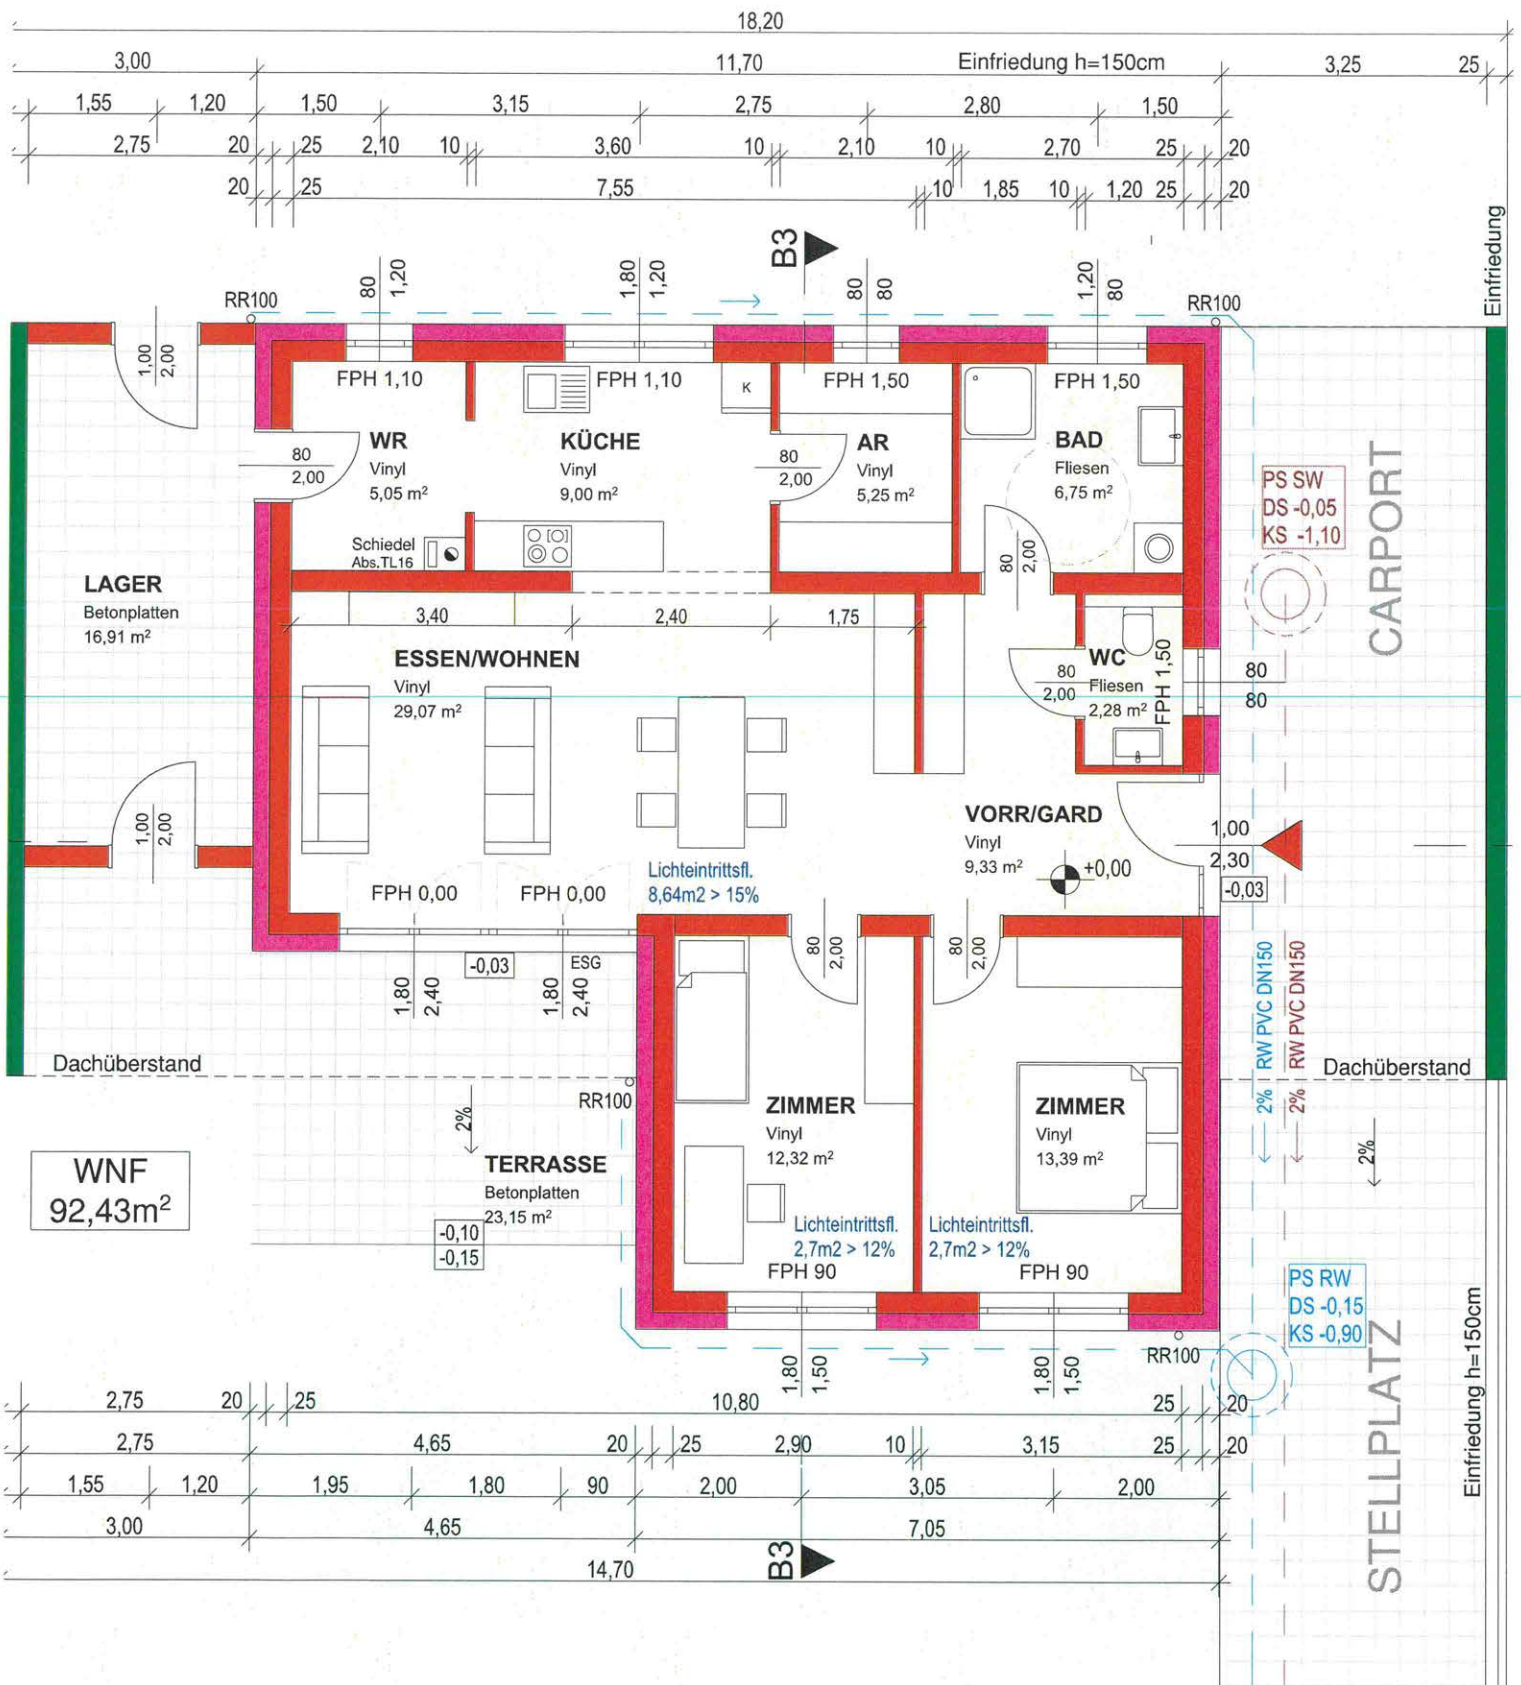 18,20
3,00 11,70 Einfriedung h=150cm 3,25 25
1,55 1,20 1,50 3,15 2,75 2,80 1,50
2,75 20 25 2,10 10 3,60 10 2,10 10 2,70 25 20
20 25 7,55 10 1,85 10 1,20 25 20
Einfriedung
B3
RR100
80
1,20
1,80
1,20
80
80
1,20
80
RR100
1,00
2,00
FPH 1,10
FPH 1,10
K
FPH 1,50
FPH 1,50
WR
Vinyl
5,05 m²
80
2,00
KÜCHE
Vinyl
9,00 m²
80
2,00
AR
Vinyl
5,25 m²
BAD
Fliesen
6,75 m²
PS SW
DS -0,05
KS -1,10
CARPORT
Schiedel
Abs.TL16
80
2,00
LAGER
Betonplatten
16,91 m²
3,40 2,40 1,75
ESSEN/WOHNEN
Vinyl
29,07 m²
80
2,00
WC
Fliesen
2,28 m²
FPH 1,50
80
80
1,00
2,00
VORR/GARD
Vinyl
9,33 m²
+0,00
1,00
2,30
-0,03
Lichteintrittsfl.
8,64m2 > 15%
FPH 0,00
FPH 0,00
80
2,00
80
2,00
-0,03
ESG
1,80
2,40
1,80
2,40
2% RW PVC DN150
2% RW PVC DN150
Dachüberstand
Dachüberstand
RR100
2%
2%
ZIMMER
Vinyl
12,32 m²
ZIMMER
Vinyl
13,39 m²
WNF
92,43m²
TERRASSE
Betonplatten
23,15 m²
-0,10
-0,15
Lichteintrittsfl.
2,7m2 > 12%
Lichteintrittsfl.
2,7m2 > 12%
FPH 90
FPH 90
PS RW
DS -0,15
KS -0,90
STELLPLATZ
Einfriedung h=150cm
RR100
1,80
1,50
1,80
1,50
2,75 20 25 10,80 25 20
2,75 4,65 20 25 2,90 10 3,15 25 20
1,55 1,20 1,95 1,80 90 2,00 3,05 2,00
3,00 4,65 7,05
B3
14,70